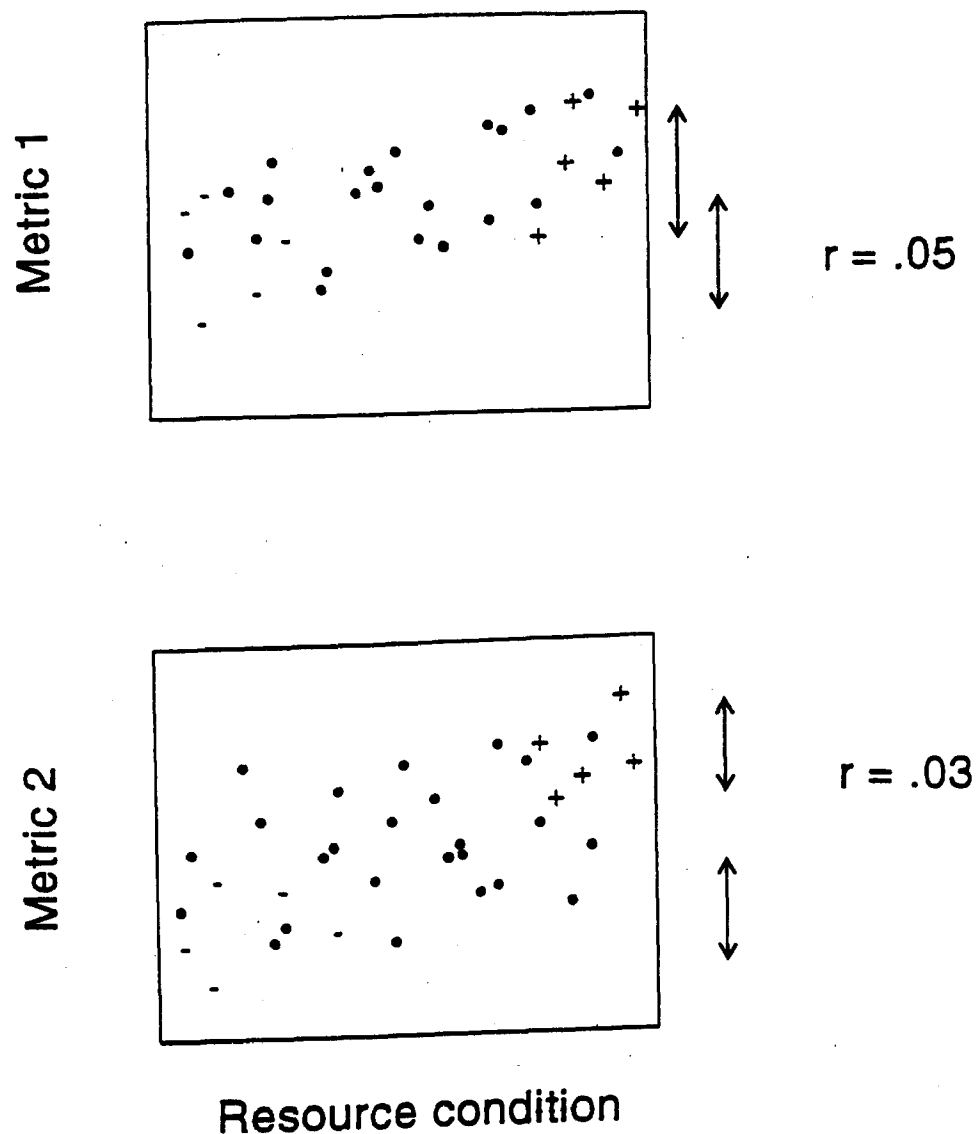 Metric 1
r = .05
Metric 2
r = .03
Resource condition